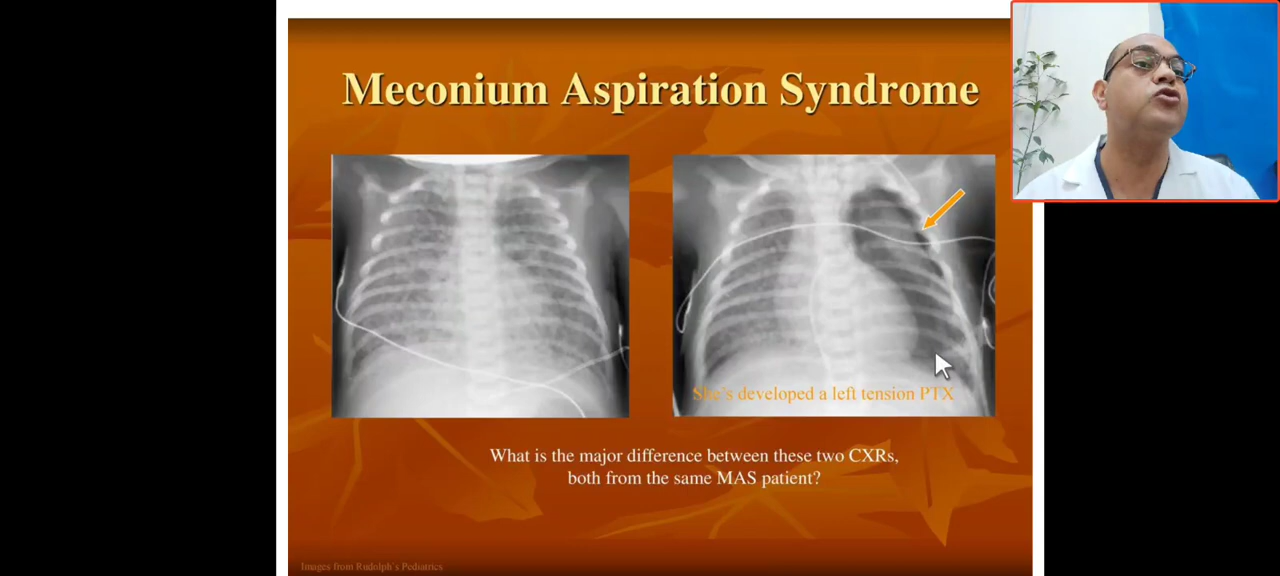 Meconium Aspiration Syndrome
She's developed a left tension PTX
What is the major difference between these two CXRs,
both from the same MAS patient?
Images from Rudolph's Pediatrics